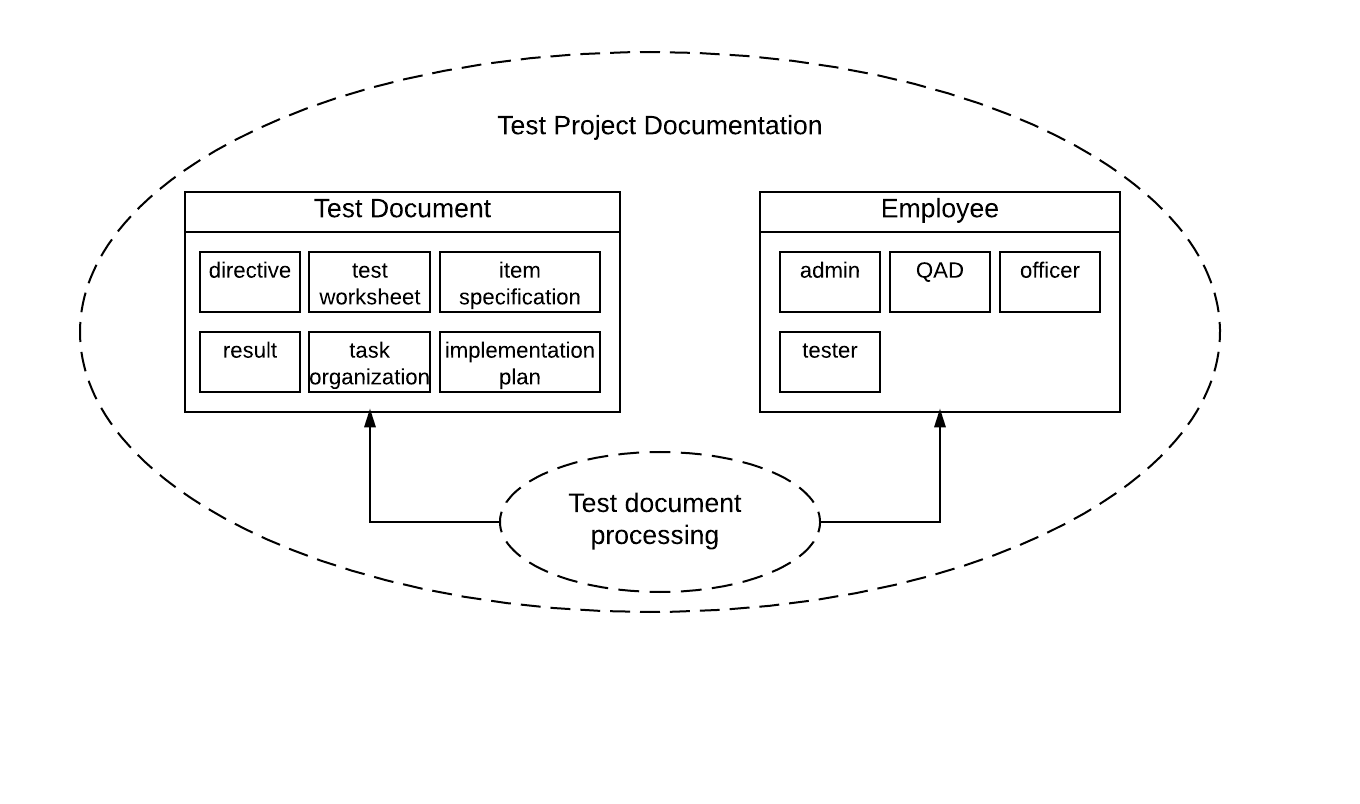 Test Project Documentation
Test Document
directive
test
worksheet
item
specification
result
task
organization
implementation
plan
Employee
admin
QAD
officer
tester
Test document
processing